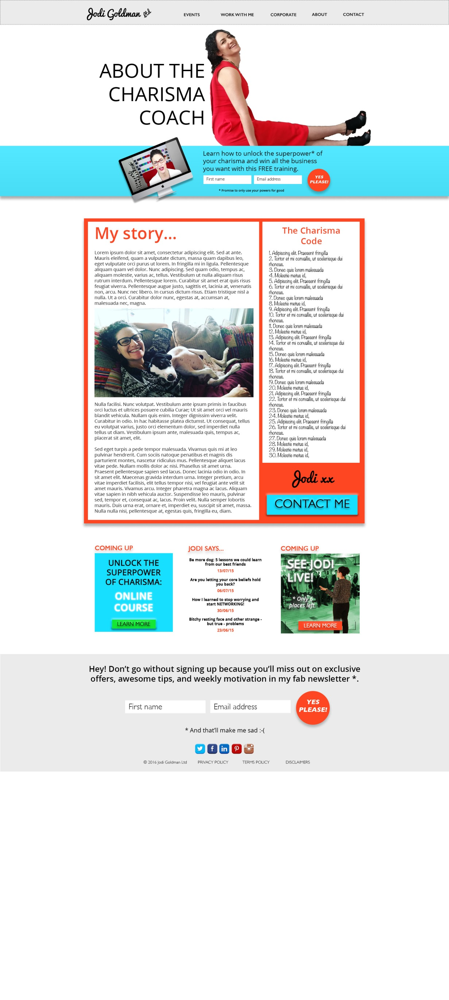 Jodi Goldman Ltd
EVENTS
WORK WITH ME
CORPORATE
ABOUT
CONTACT
ABOUT THE
CHARISMA
COACH
Learn how to unlock the superpower* of
your charisma and win all the business
you want with this FREE training.
First name
Email address
YES
PLEASE!
* Promise to only use your powers for good
My story...
Lorem ipsum dolor sit amet, consectetur adipiscing elit. Sed at ante.
Mauris eleifend, quam a vulputate dictum, massa quam dapibus leo,
eget vulputate orci purus ut lorem. In fringilla mi in ligula. Pellentesque
aliquam quam vel dolor. Nunc adipiscing. Sed quam odio, tempus ac,
aliquam molestie, varius ac, tellus. Vestibulum ut nulla aliquam risus
rutrum interdum. Pellentesque lorem. Curabitur sit amet erat quis risus
feugiat viverra. Pellentesque augue justo, sagittis et, lacinia at, venenatis
non, arcu. Nunc nec libero. In cursus dictum risus. Etiam tristique nisl a
nulla. Ut a orci. Curabitur dolor nunc, egestas at, accumsan at,
malesuada nec, magna.
Nulla facilisi. Nunc volutpat. Vestibulum ante ipsum primis in faucibus
orci luctus et ultrices posuere cubilia Curae; Ut sit amet orci vel mauris
blandit vehicula. Nullam quis enim. Integer dignissim viverra velit.
Curabitur in odio. In hac habitasse platea dictumst. Ut consequat, tellus
eu volutpat varius, justo orci elementum dolor, sed imperdiet nulla
tellus ut diam. Vestibulum ipsum ante, malesuada quis, tempus ac,
placerat sit amet, elit.
Sed eget turpis a pede tempor malesuada. Vivamus quis mi at leo
pulvinar hendrerit. Cum sociis natoque penatibus et magnis dis
parturient montes, nascetur ridiculus mus. Pellentesque aliquet lacus
vitae pede. Nullam mollis dolor ac nisi. Phasellus sit amet urna.
Praesent pellentesque sapien sed lacus. Donec lacinia odio in odio. In
sit amet elit. Maecenas gravida interdum urna. Integer pretium, arcu
vitae imperdiet facilisis, elit tellus tempor nisi, vel feugiat ante velit sit
amet mauris. Vivamus arcu. Integer pharetra magna ac lacus. Aliquam
vitae sapien in nibh vehicula auctor. Suspendisse leo mauris, pulvinar
sed, tempor et, consequat ac, lacus. Proin velit. Nulla semper lobortis
mauris. Duis urna erat, ornare et, imperdiet eu, suscipit sit amet, massa.
Nulla nulla nisi, pellentesque at, egestas quis, fringilla eu, diam.
The Charisma
Code
1. Adipiscing elit. Praesent fringilla
2. Tortor et mi convallis, ut scelerisque dui
rhoncus.
3. Donec quis lorem malesuada
4. Molestie metus id,
5. Adipiscing elit. Praesent fringilla
6. Tortor et mi convallis, ut scelerisque dui
rhoncus.
7. Donec quis lorem malesuada
8. Molestie metus id,
9. Adipiscing elit. Praesent fringilla
10. Tortor et mi convallis, ut scelerisque dui
rhoncus.
11. Donec quis lorem malesuada
12. Molestie metus id,
13. Adipiscing elit. Praesent fringilla
14. Tortor et mi convallis, ut scelerisque dui
rhoncus.
15. Donec quis lorem malesuada
16. Molestie metus id,
17. Adipiscing elit. Praesent fringilla
18. Tortor et mi convallis, ut scelerisque dui
rhoncus.
19. Donec quis lorem malesuada
20. Molestie metus id,
21. Adipiscing elit. Praesent fringilla
22. Tortor et mi convallis, ut scelerisque dui
rhoncus.
23. Donec quis lorem malesuada
24. Molestie metus id,
25. Adipiscing elit. Praesent fringilla
26. Tortor et mi convallis, ut scelerisque dui
rhoncus.
27. Donec quis lorem malesuada
28. Molestie metus id,
29. Molestie metus id,
30. Molestie metus id,
Jodi xx
CONTACT ME
COMING UP
UNLOCK THE
SUPERPOWER
OF CHARISMA:
ONLINE
COURSE
LEARN MORE
JODI SAYS...
Be more dog: 5 lessons we could learn
from our best friends
13/07/15
Are you letting your core beliefs hold
you back?
06/07/15
How I learned to stop worrying and
start NETWORKING!
30/06/15
Bitchy resting face and other strange -
but true - problems
23/06/15
COMING UP
SEE JODI
LIVE!
* Only 6
places left.
LEARN MORE
Hey! Don’t go without signing up because you’ll miss out on exclusive
offers, awesome tips, and weekly motivation in my fab newsletter *.
First name
Email address
YES
PLEASE!
* And that’ll make me sad :-(
© 2016 Jodi Goldman Ltd
PRIVACY POLICY
TERMS POLICY
DISCLAIMERS